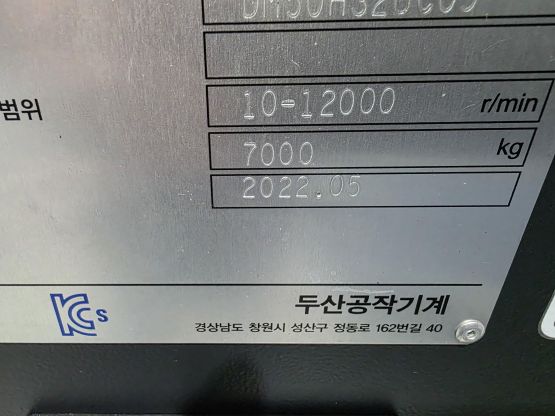 범위 10-12000 r/min
7000 kg
2022.05
KCs
두산공작기계
경상남도 창원시 성산구 정동로 162번길 40